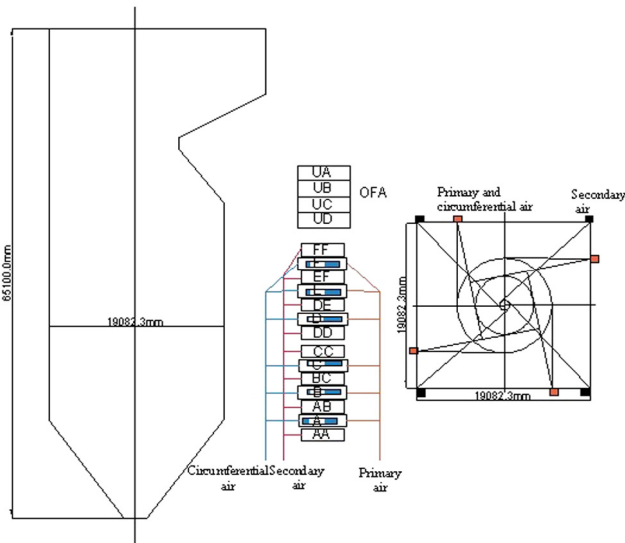 65100.0mm
19082.3mm
UA
UB
UC
UD
OFA
FF
F
EF
E
DE
D
DD
CC
C
BC
B
AB
A
AA
Circumferential
air
Secondary
air
Primary
air
Primary and
circumferential air
Secondary
air
19082.3mm
19082.3mm